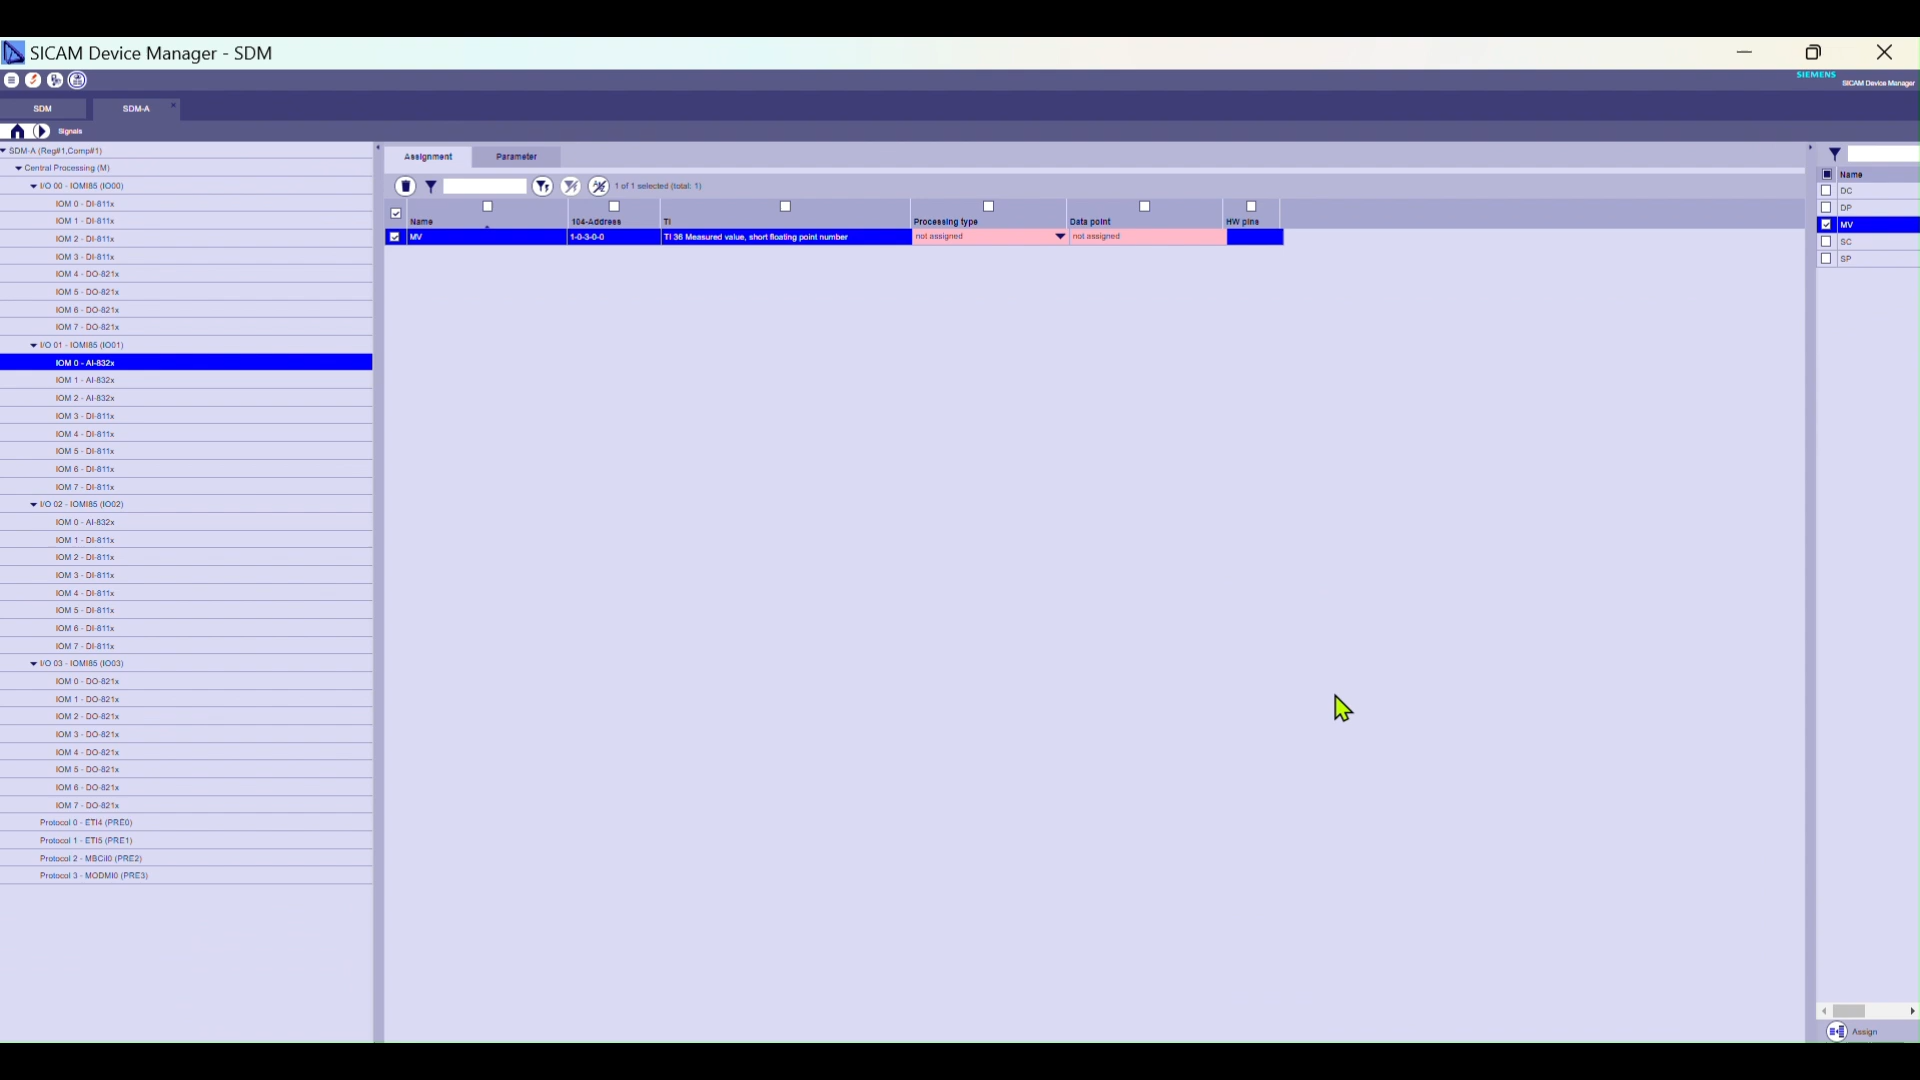 SICAM Device Manager - SDM
SIEMENS
SICAM Device Manager
SDM
SDM-A
Signals
SDM-A (Reg#1,Comp#1)
Central Processing (M)
I/O 00 - IOMI85 (IO00)
IOM 0 - DI-811x
IOM 1 - DI-811x
IOM 2 - DI-811x
IOM 3 - DI-811x
IOM 4 - DO-821x
IOM 5 - DO-821x
IOM 6 - DO-821x
IOM 7 - DO-821x
I/O 01 - IOMI85 (IO01)
IOM 0 - AI-832x
IOM 1 - AI-832x
IOM 2 - AI-832x
IOM 3 - DI-811x
IOM 4 - DI-811x
IOM 5 - DI-811x
IOM 6 - DI-811x
IOM 7 - DI-811x
I/O 02 - IOMI85 (IO02)
IOM 0 - AI-832x
IOM 1 - DI-811x
IOM 2 - DI-811x
IOM 3 - DI-811x
IOM 4 - DI-811x
IOM 5 - DI-811x
IOM 6 - DI-811x
IOM 7 - DI-811x
I/O 03 - IOMI85 (IO03)
IOM 0 - DO-821x
IOM 1 - DO-821x
IOM 2 - DO-821x
IOM 3 - DO-821x
IOM 4 - DO-821x
IOM 5 - DO-821x
IOM 6 - DO-821x
IOM 7 - DO-821x
Protocol 0 - ETI4 (PRE0)
Protocol 1 - ETI5 (PRE1)
Protocol 2 - MBCiI0 (PRE2)
Protocol 3 - MODMI0 (PRE3)
Assignment
Parameter
1 of 1 selected (total: 1)
Name 104-Address TI Processing type Data point HW pins
MV 1-0-3-0-0 TI 36 Measured value, short floating point number not assigned not assigned
Name
DC
DP
MV
SC
SP
Assign